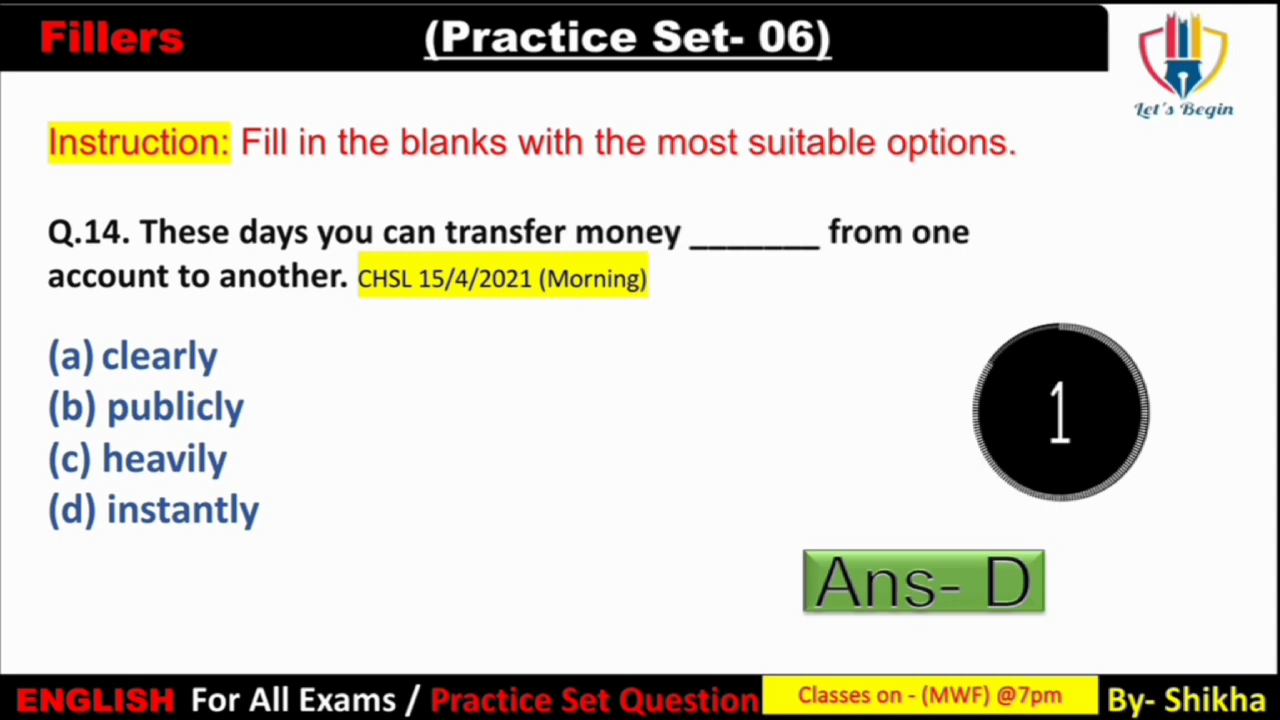 Fillers (Practice Set- 06)
Let's Begin
Instruction: Fill in the blanks with the most suitable options.
Q.14. These days you can transfer money _______ from one
account to another. CHSL 15/4/2021 (Morning)
(a) clearly
(b) publicly
(c) heavily
(d) instantly
1
Ans- D
ENGLISH For All Exams / Practice Set Question Classes on - (MWF) @7pm By- Shikha